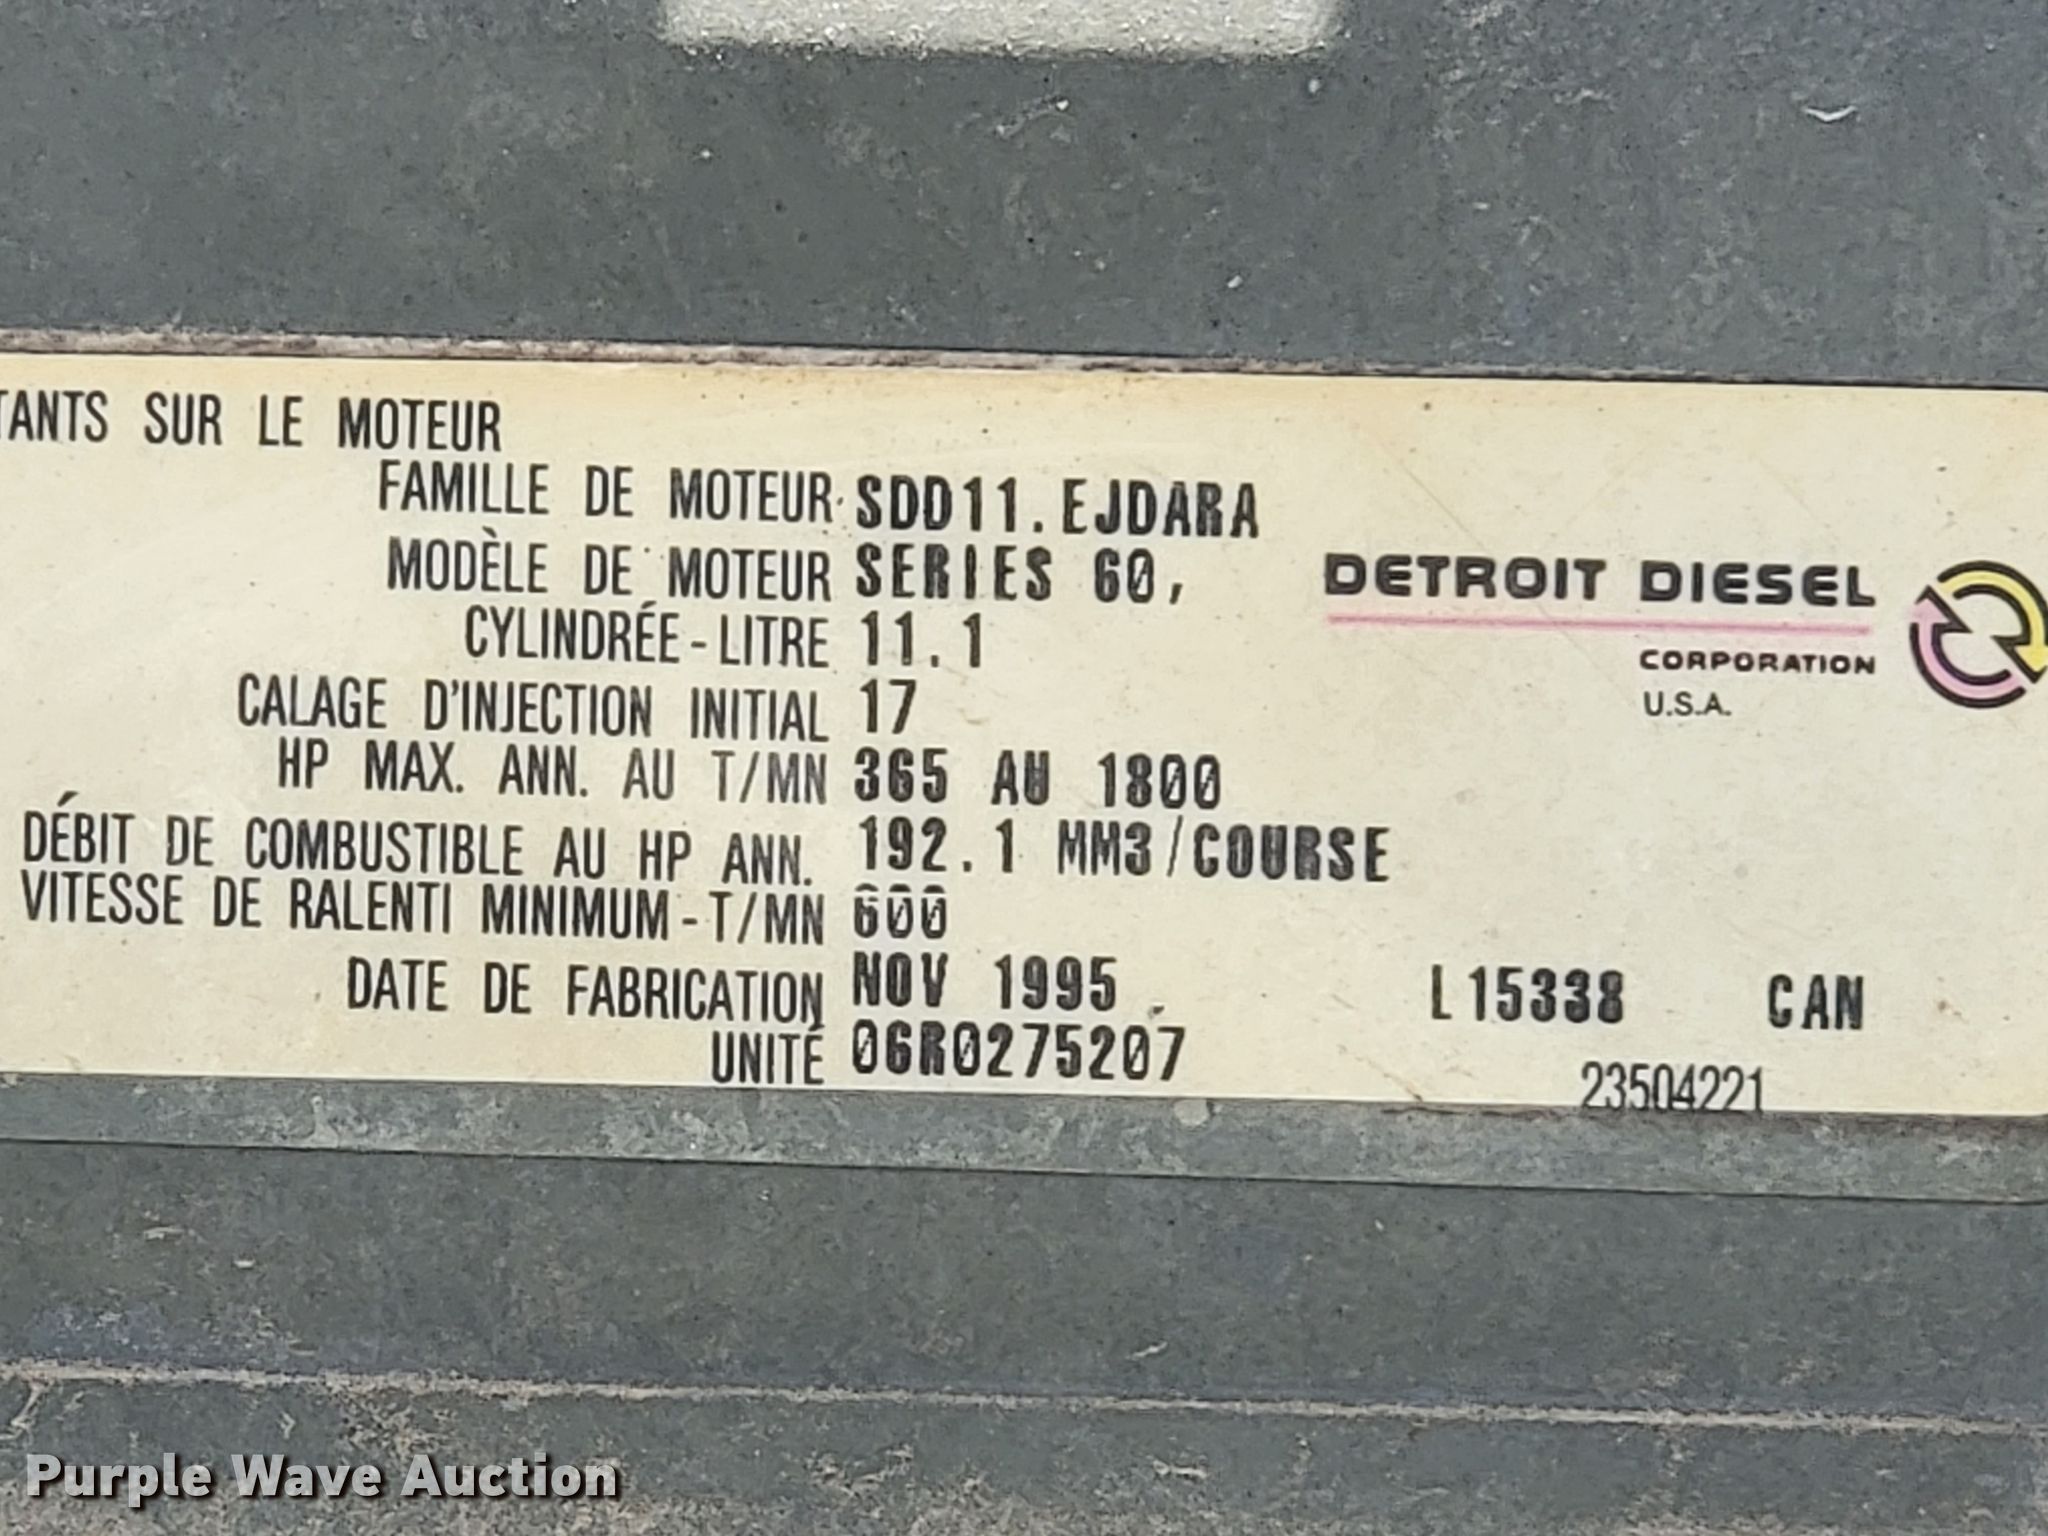 TANTS SUR LE MOTEUR
FAMILLE DE MOTEUR SDD11.EJDARA
MODÈLE DE MOTEUR SERIES 60,
CYLINDRÉE-LITRE 11.1
CALAGE D'INJECTION INITIAL 17
HP MAX. ANN. AU T/MN 365 AU 1800
DÉBIT DE COMBUSTIBLE AU HP ANN. 192.1 MM3/COURSE
VITESSE DE RALENTI MINIMUM-T/MN 600
DATE DE FABRICATION NOV 1995
UNITÉ 06R0275207
DETROIT DIESEL
CORPORATION
U.S.A.
L15338 CAN
23504221
Purple Wave Auction